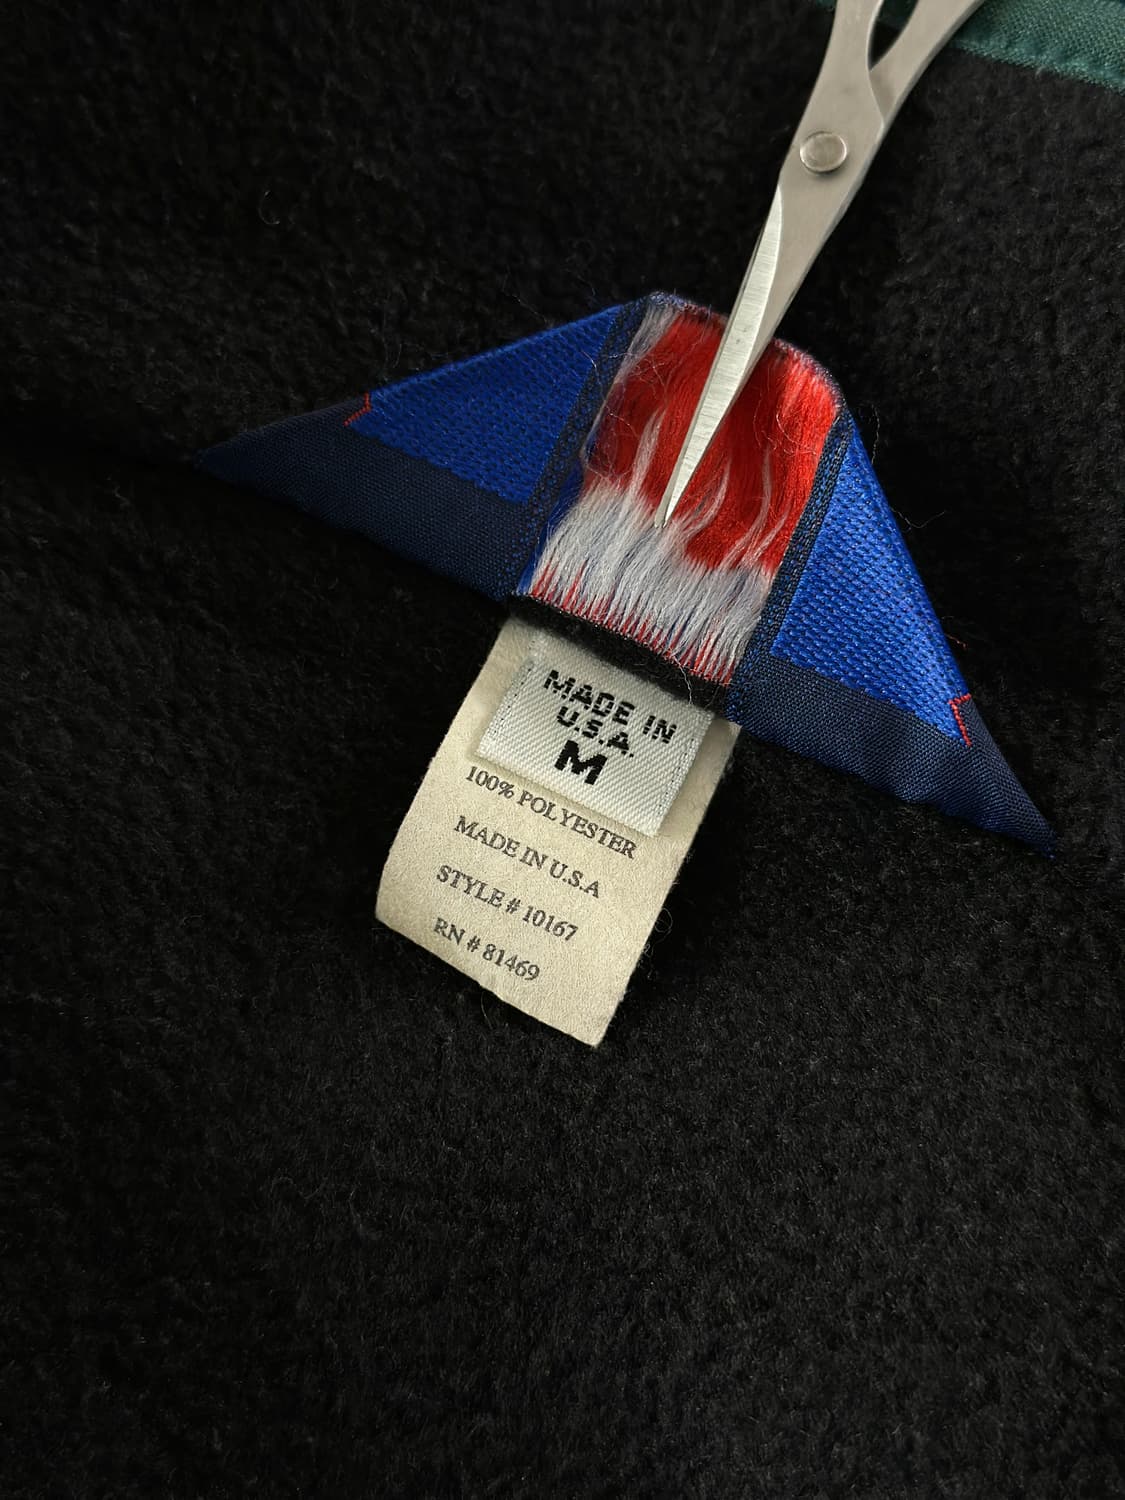 MADE IN
U.S.A.
M
100% POLYESTER
MADE IN U.S.A
STYLE # 10167
RN # 81469